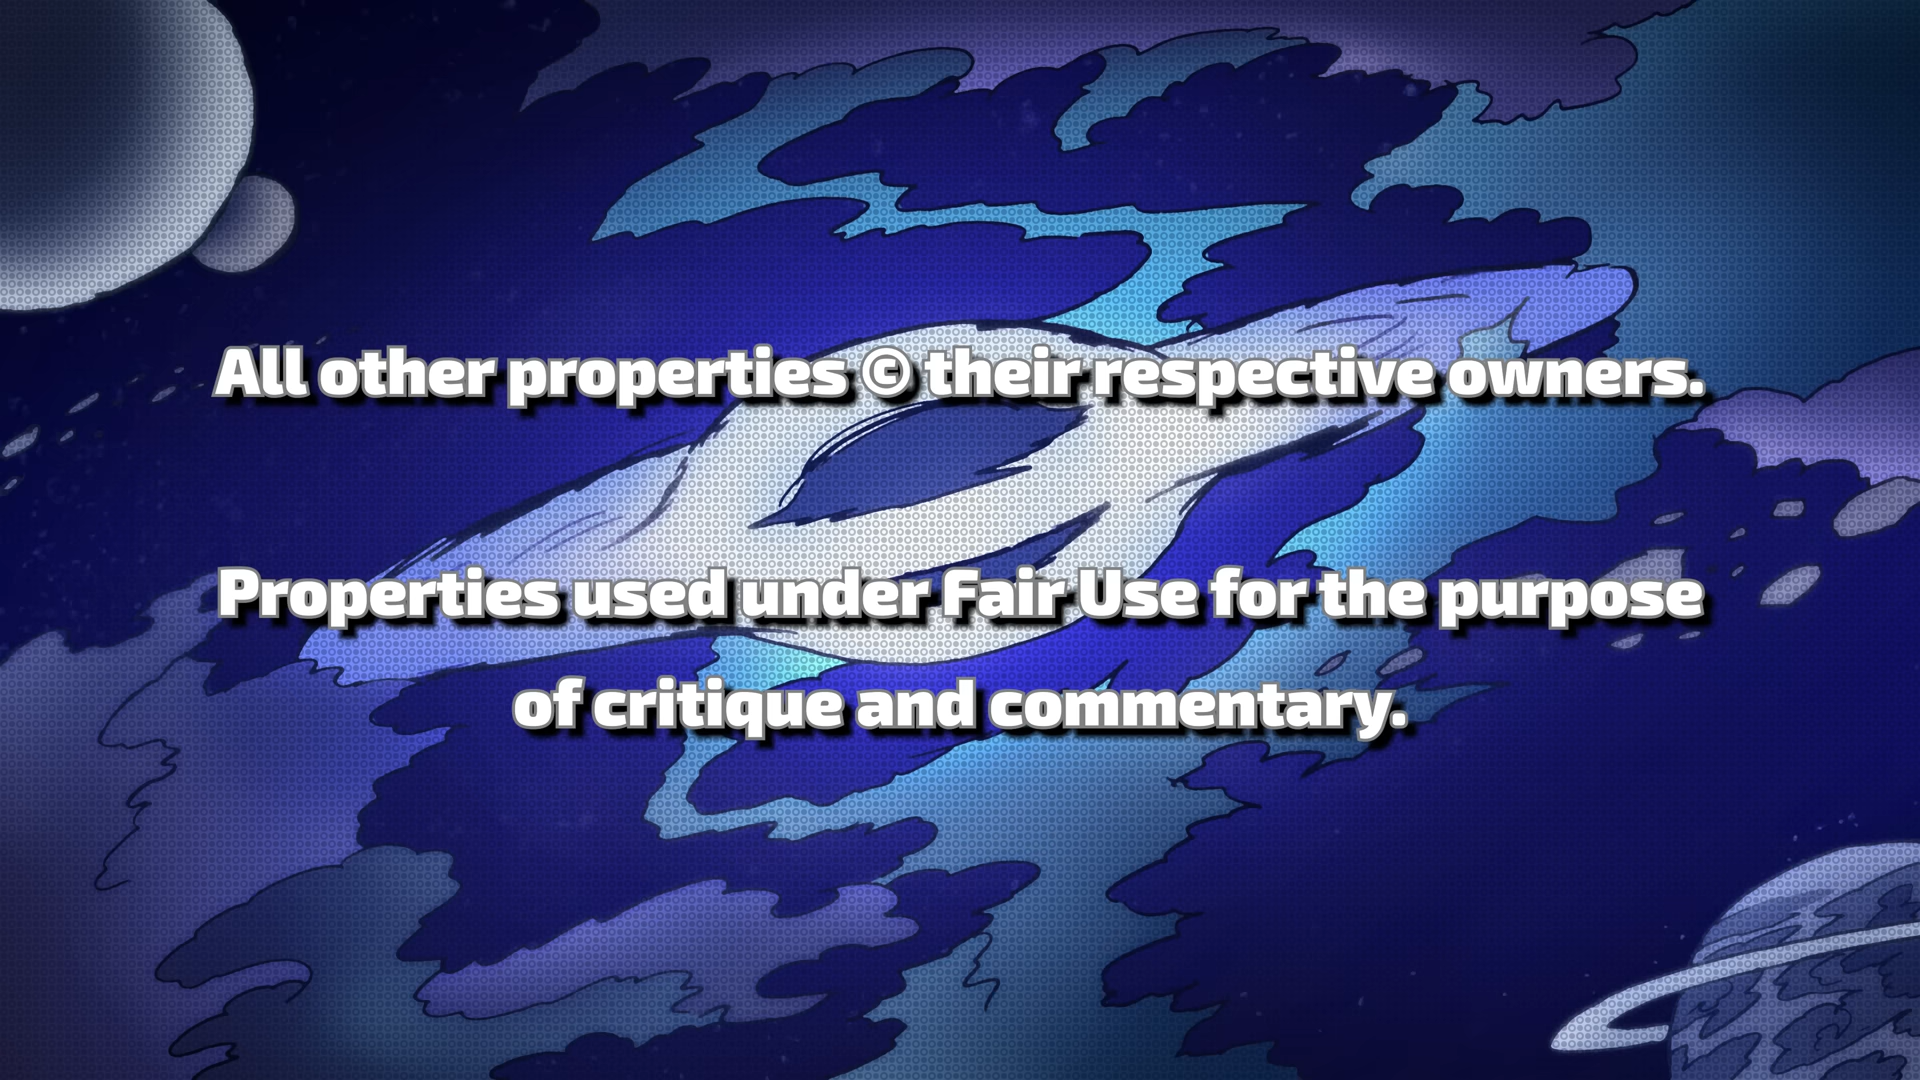 All other properties © their respective owners.
Properties used under Fair Use for the purpose
of critique and commentary.